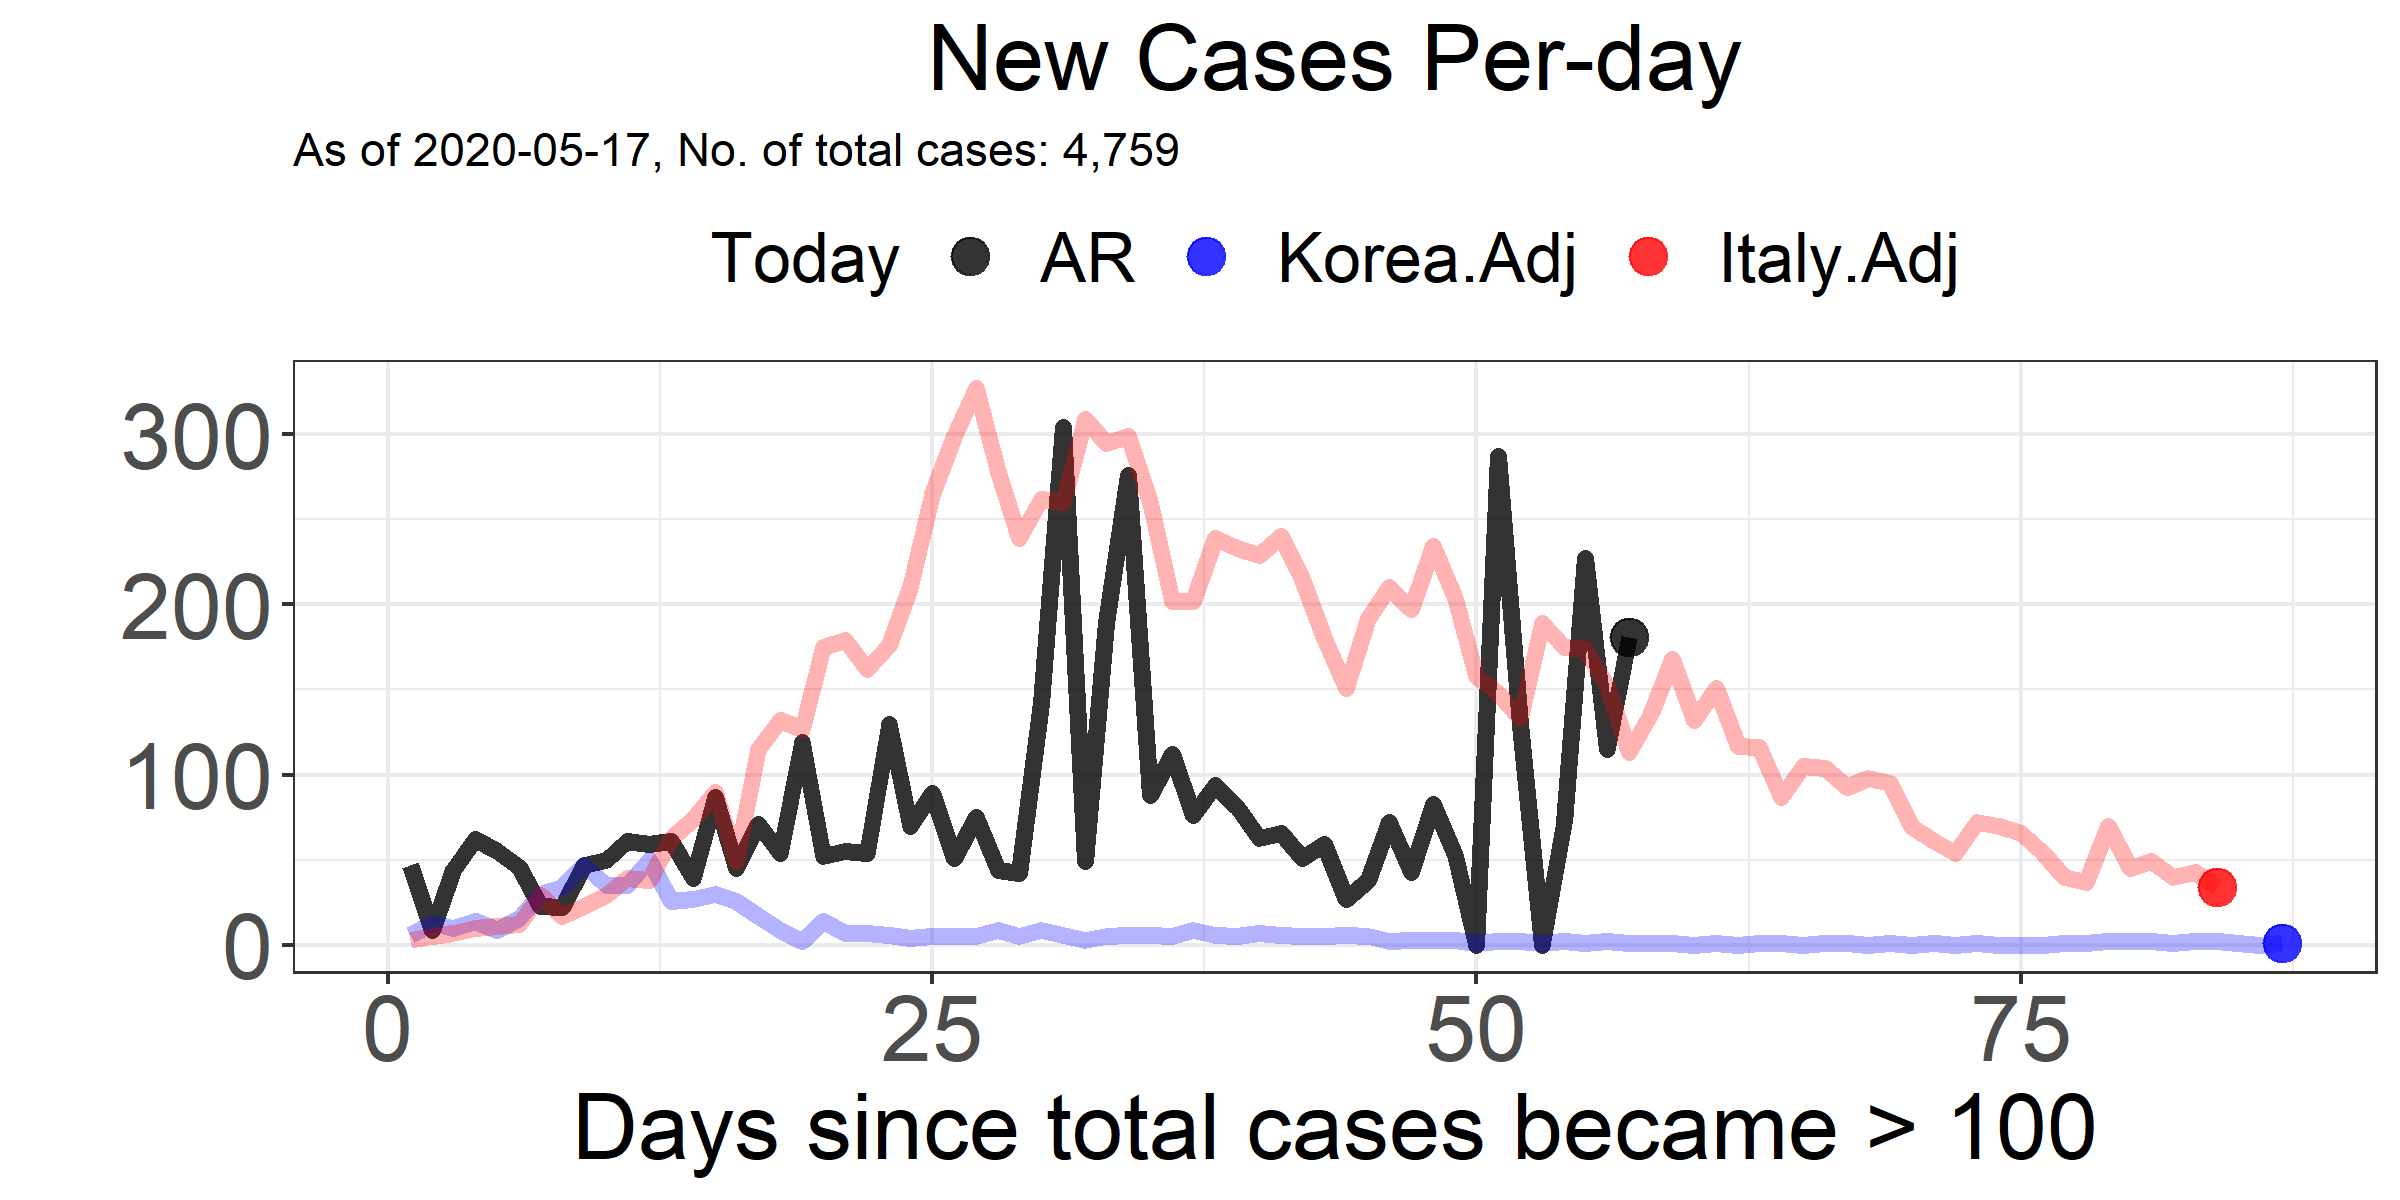 New Cases Per-day
As of 2020-05-17, No. of total cases: 4,759
Today AR Korea.Adj Italy.Adj
300
200
100
0
0 25 50 75
Days since total cases became > 100